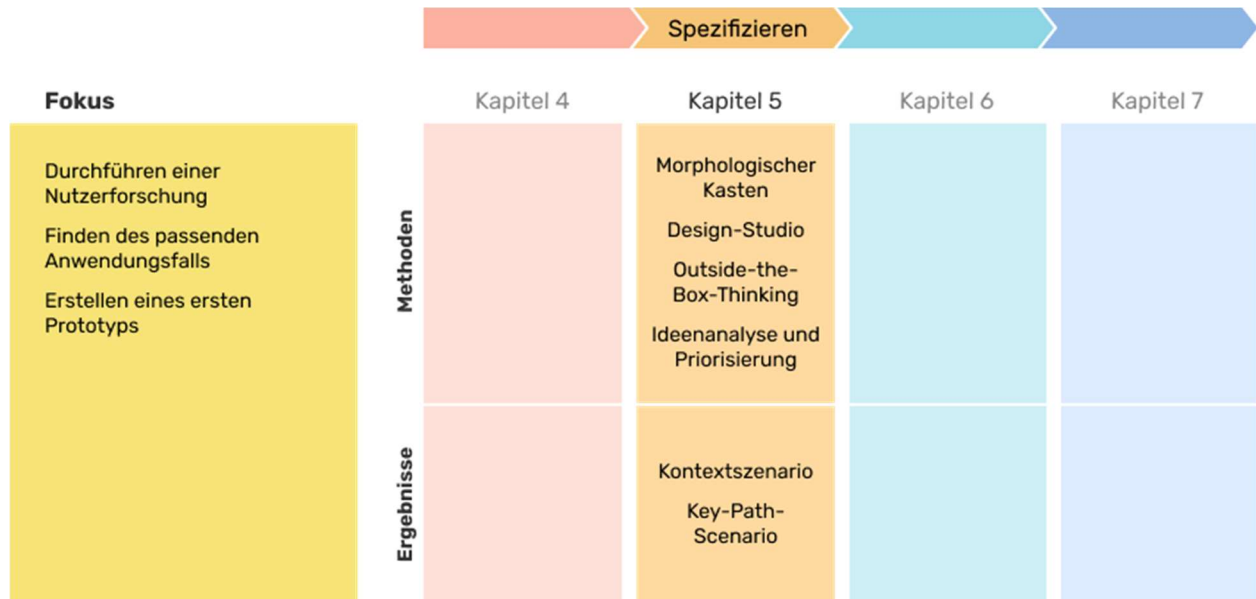 Spezifizieren
Fokus
Kapitel 4
Kapitel 5
Kapitel 6
Kapitel 7
Durchführen einer
Nutzerforschung
Finden des passenden
Anwendungsfalls
Erstellen eines ersten
Prototyps
Methoden
Morphologischer
Kasten
Design-Studio
Outside-the-
Box-Thinking
Ideenanalyse und
Priorisierung
Ergebnisse
Kontextszenario
Key-Path-
Scenario